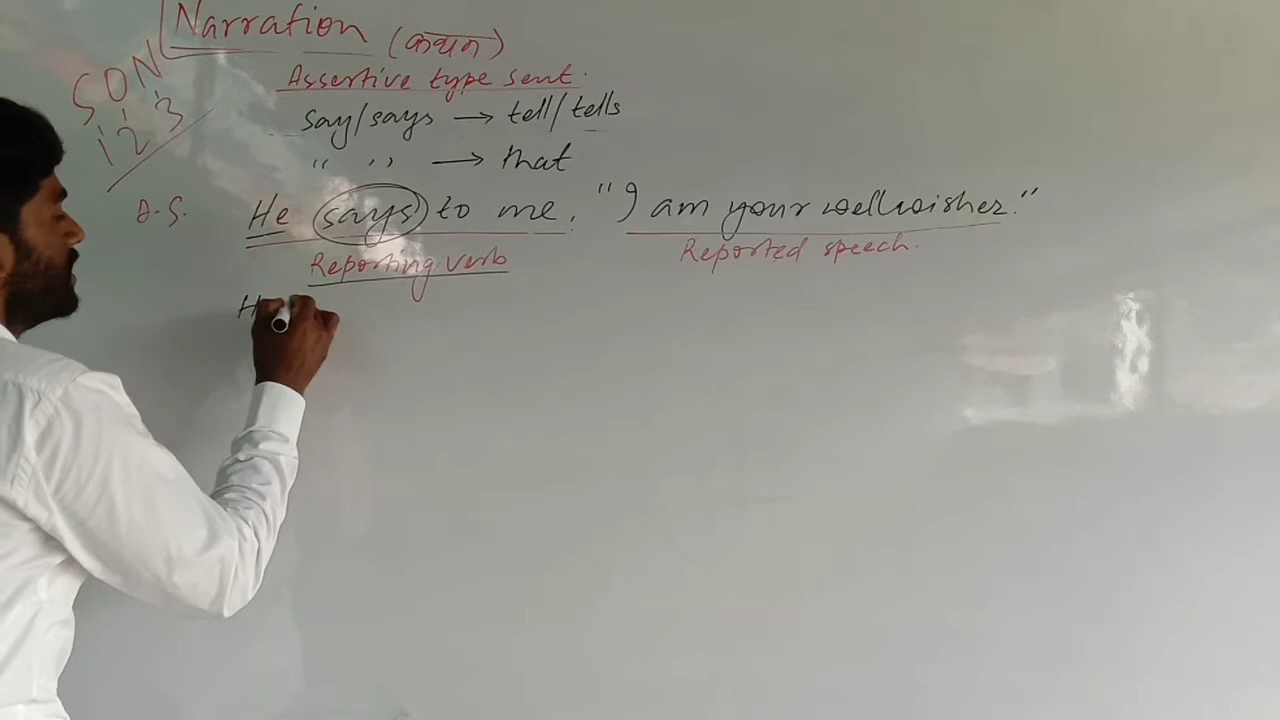 Narration (कथन)
SON
1 2 3
Assertive type sent.
say/says → tell/tells
" " → that
D.S. He says to me, "I am your wellwisher."
Reporting verb
Reported speech.
H